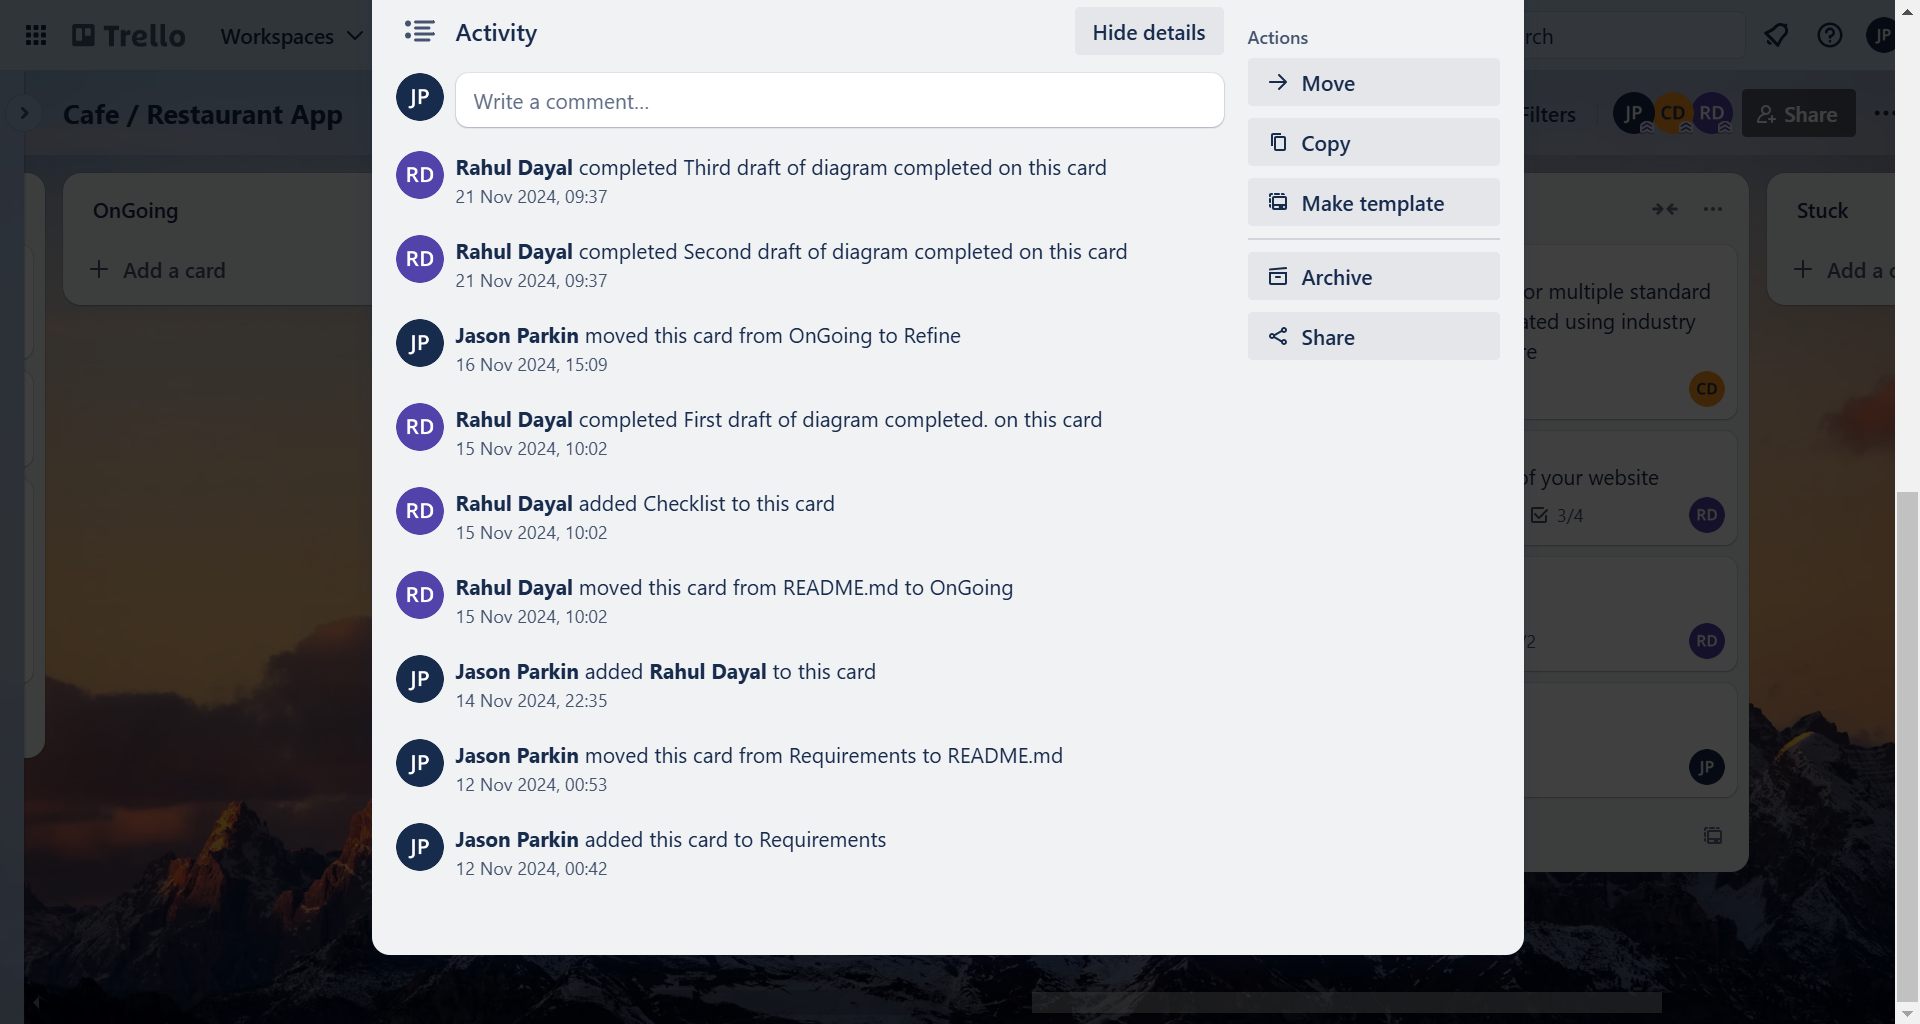 Trello
Workspaces
rch
JP
Cafe / Restaurant App
Filters
JP
CD
RD
Share
OnGoing
Add a card
Activity
Hide details
JP
Write a comment…
RD
Rahul Dayal completed Third draft of diagram completed on this card
21 Nov 2024, 09:37
RD
Rahul Dayal completed Second draft of diagram completed on this card
21 Nov 2024, 09:37
JP
Jason Parkin moved this card from OnGoing to Refine
16 Nov 2024, 15:09
RD
Rahul Dayal completed First draft of diagram completed. on this card
15 Nov 2024, 10:02
RD
Rahul Dayal added Checklist to this card
15 Nov 2024, 10:02
RD
Rahul Dayal moved this card from README.md to OnGoing
15 Nov 2024, 10:02
JP
Jason Parkin added Rahul Dayal to this card
14 Nov 2024, 22:35
JP
Jason Parkin moved this card from Requirements to README.md
12 Nov 2024, 00:53
JP
Jason Parkin added this card to Requirements
12 Nov 2024, 00:42
Actions
Move
Copy
Make template
Archive
Share
or multiple standard
ated using industry
re
CD
of your website
3/4
RD
/2
RD
JP
Stuck
Add a c